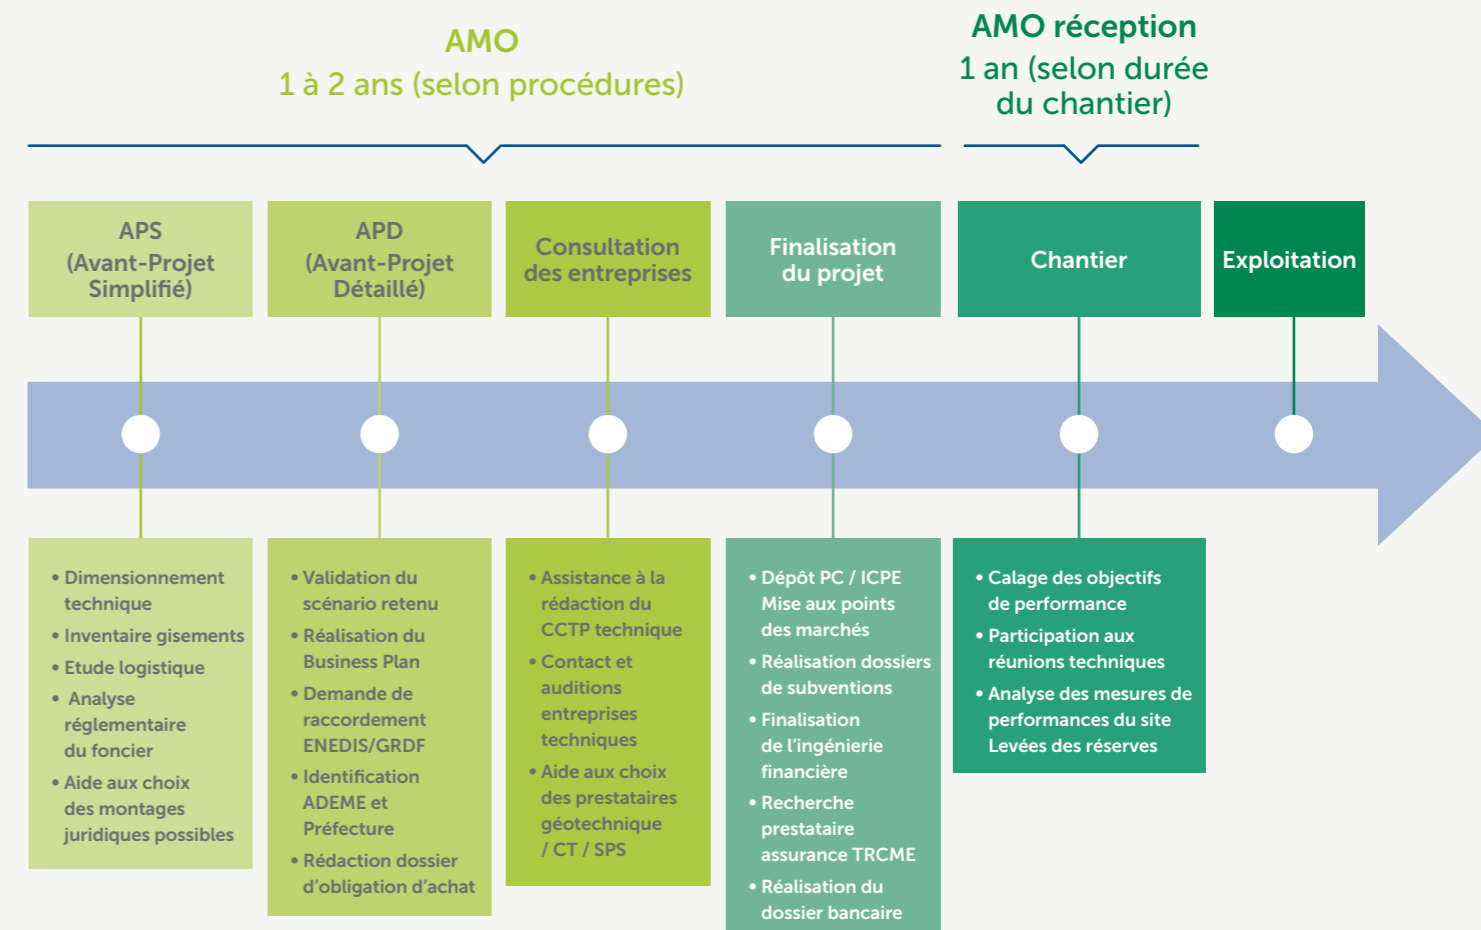 AMO
1 à 2 ans (selon procédures)
AMO réception
1 an (selon durée
du chantier)
APS
(Avant-Projet
Simplifié)
APD
(Avant-Projet
Détaillé)
Consultation
des entreprises
Finalisation
du projet
Chantier
Exploitation
• Dimensionnement
technique
• Inventaire gisements
• Etude logistique
• Analyse
réglementaire
du foncier
• Aide aux choix
des montages
juridiques possibles
• Validation du
scénario retenu
• Réalisation du
Business Plan
• Demande de
raccordement
ENEDIS/GRDF
• Identification
ADEME et
Préfecture
• Rédaction dossier
d'obligation d'achat
• Assistance à la
rédaction du
CCTP technique
• Contact et
auditions
entreprises
techniques
• Aide aux choix
des prestataires
géotechnique
/ CT / SPS
• Dépôt PC / ICPE
Mise aux points
des marchés
• Réalisation dossiers
de subventions
• Finalisation
de l'ingénierie
financière
• Recherche
prestataire
assurance TRCME
• Réalisation du
dossier bancaire
• Calage des objectifs
de performance
• Participation aux
réunions techniques
• Analyse des mesures de
performances du site
Levées des réserves